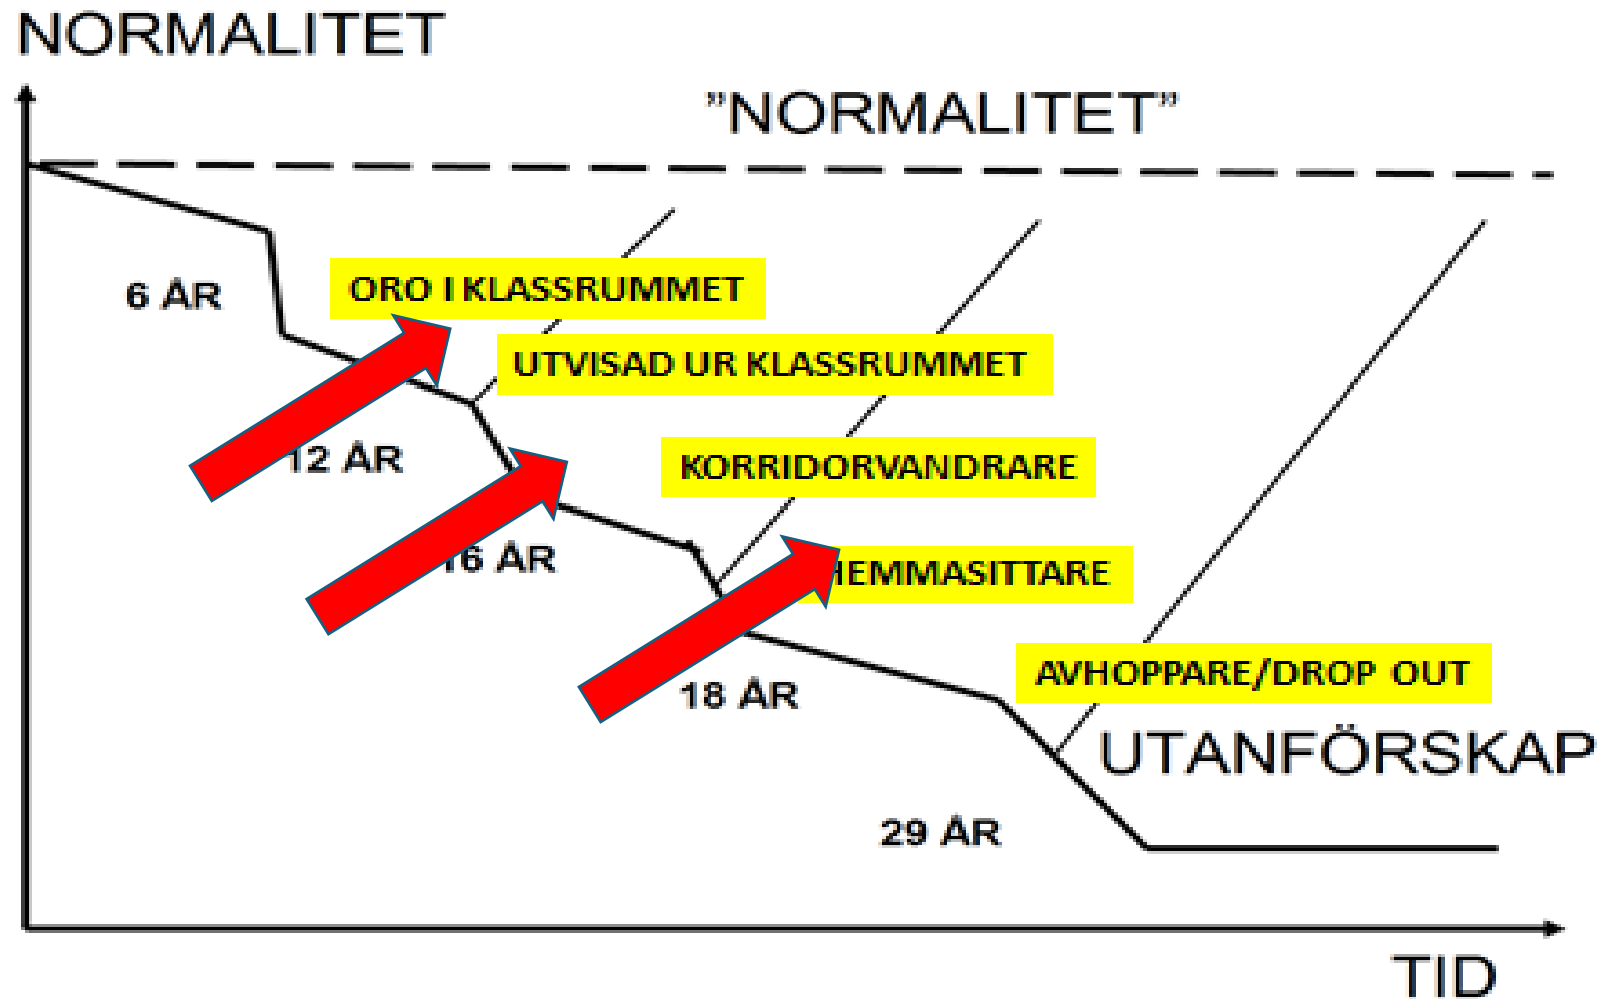 NORMALITET
”NORMALITET”
6 ÅR
ORO I KLASSRUMMET
UTVISAD UR KLASSRUMMET
12 ÅR
KORRIDORVANDRARE
16 ÅR
HEMMASITTARE
18 ÅR
AVHOPPARE/DROP OUT
UTANFÖRSKAP
29 ÅR
TID